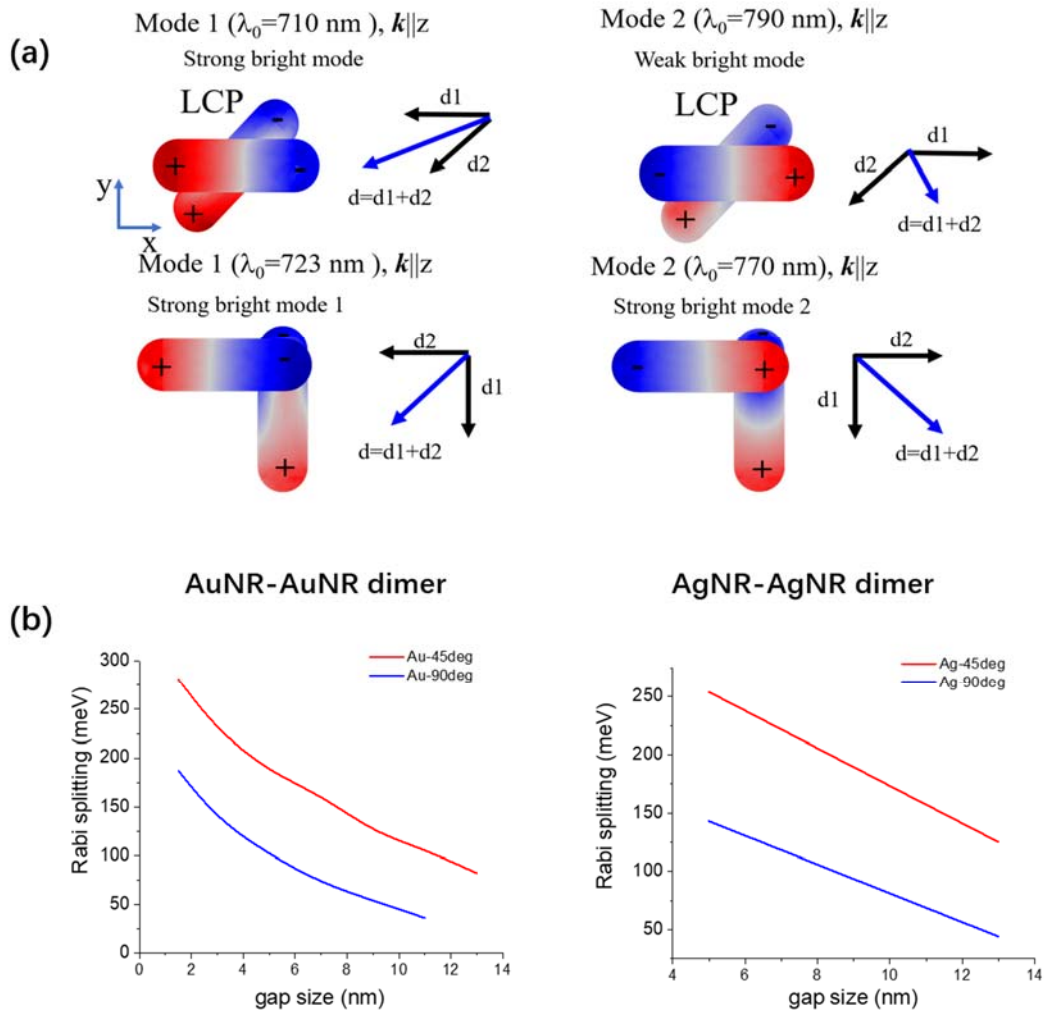 (a)
Mode 1 (λ0=710 nm ), k||z
Strong bright mode
LCP
+
-
-
+
y
x
d1
d2
d=d1+d2
Mode 2 (λ0=790 nm), k||z
Weak bright mode
LCP
-
-
+
+
d1
d2
d=d1+d2
Mode 1 (λ0=723 nm ), k||z
Strong bright mode 1
+
-
-
+
d2
d1
d=d1+d2
Mode 2 (λ0=770 nm), k||z
Strong bright mode 2
-
-
+
+
d2
d1
d=d1+d2
(b)
AuNR-AuNR dimer
Au-45deg
Au-90deg
Rabi splitting (meV)
300
250
200
150
100
50
0
0 2 4 6 8 10 12 14
gap size (nm)
AgNR-AgNR dimer
Ag-45deg
Ag-90deg
Rabi splitting (meV)
250
200
150
100
50
4 6 8 10 12 14
gap size (nm)